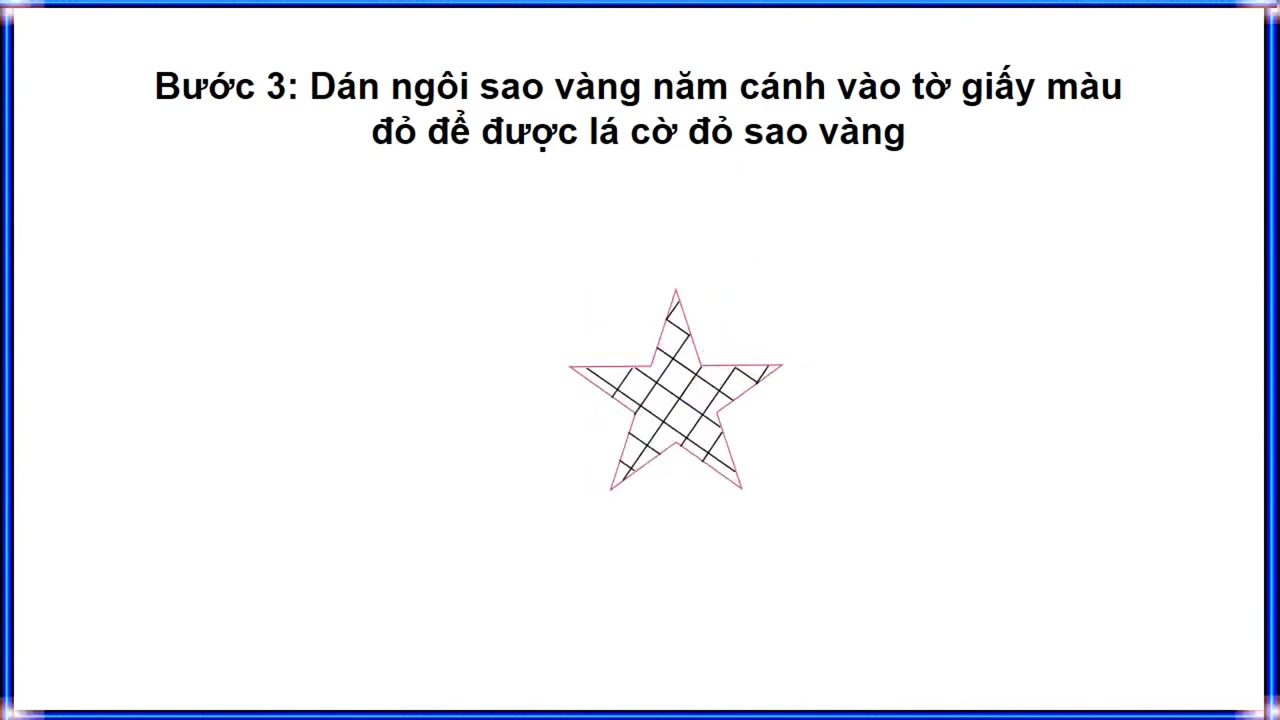 Bước 3: Dán ngôi sao vàng năm cánh vào tờ giấy màu
đỏ để được lá cờ đỏ sao vàng